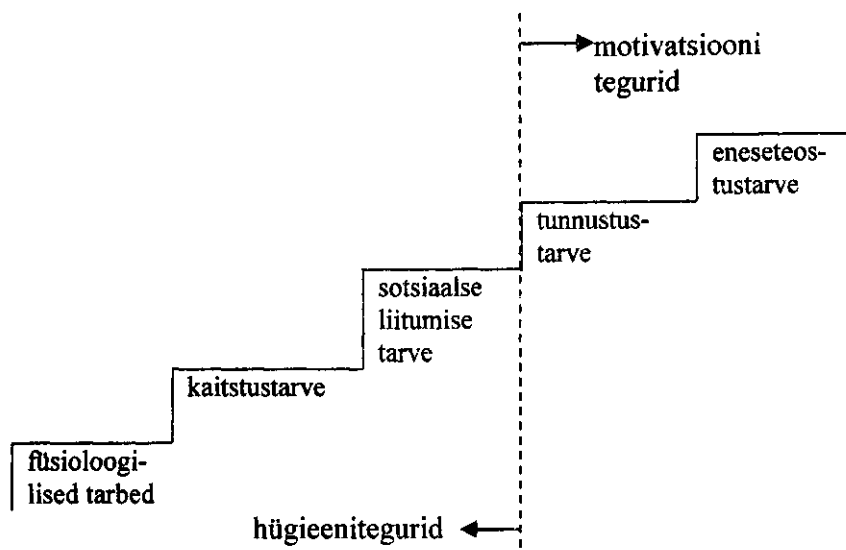 motivatsiooni
tegurid
eneseteos-
tustarve
tunnustus-
tarve
sotsiaalse
liitumise
tarve
kaitstustarve
füsioloogi-
lised tarbed
hügieenitegurid